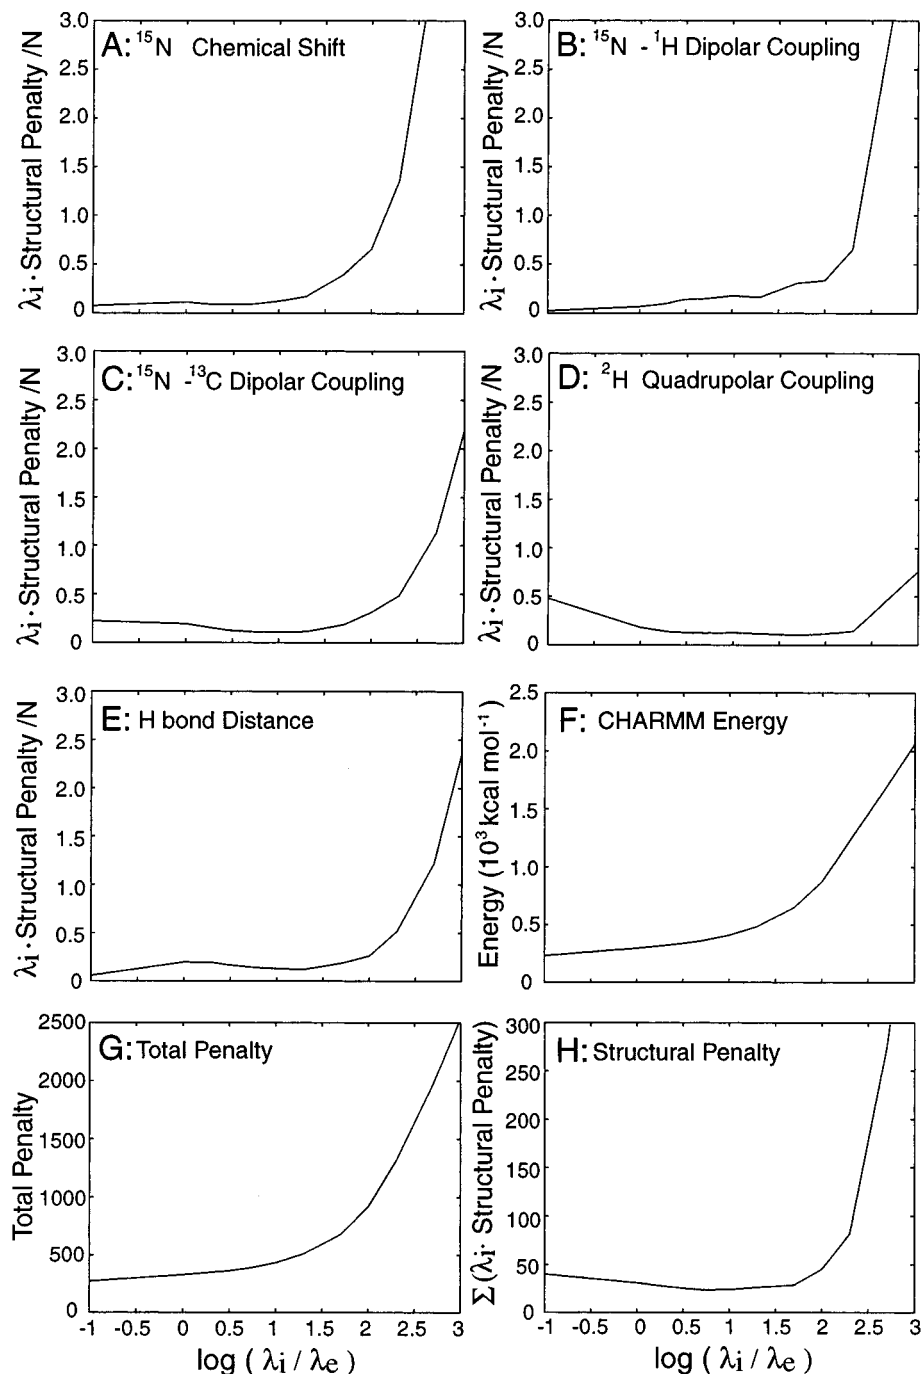 A: ¹⁵N Chemical Shift
λi · Structural Penalty /N
3.0
2.5
2.0
1.5
1.0
0.5
0
B: ¹⁵N - ¹H Dipolar Coupling
λi · Structural Penalty /N
3.0
2.5
2.0
1.5
1.0
0.5
0
C: ¹⁵N -¹³C Dipolar Coupling
λi · Structural Penalty /N
3.0
2.5
2.0
1.5
1.0
0.5
0
D: ²H Quadrupolar Coupling
λi · Structural Penalty /N
3.0
2.5
2.0
1.5
1.0
0.5
0
E: H bond Distance
λi · Structural Penalty /N
3.0
2.5
2.0
1.5
1.0
0.5
0
F: CHARMM Energy
Energy (10³ kcal mol⁻¹)
2.5
2.0
1.5
1.0
0.5
0
G: Total Penalty
Total Penalty
2500
2000
1500
1000
500
0
-1 -0.5 0 0.5 1 1.5 2 2.5 3
log ( λi / λe )
H: Structural Penalty
Σ (λi · Structural Penalty)
300
250
200
150
100
50
0
-1 -0.5 0 0.5 1 1.5 2 2.5 3
log ( λi / λe )